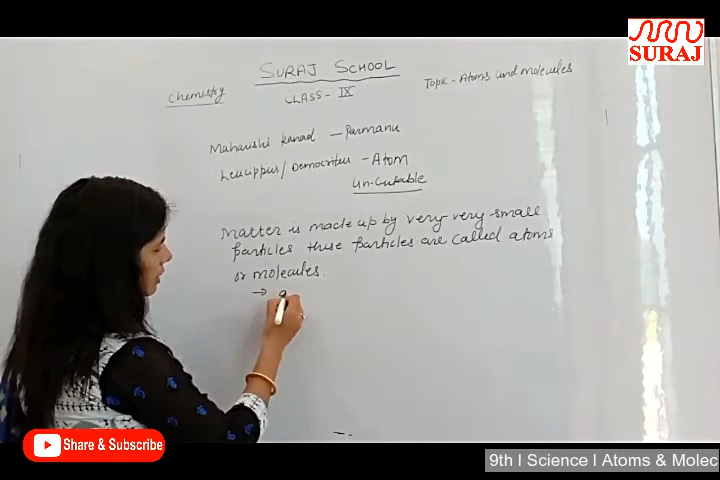 SURAJ
SURAJ SCHOOL
Chemistry
CLASS - IX
Topic - Atoms and molecules
Maharshi Kanad - Parmanu
Leucippus/Democritus - Atom
Un-Cutable
Matter is made up by very-very small
particles these particles are called atoms
or molecules.
→
Share & Subscribe
9th I Science I Atoms & Molec